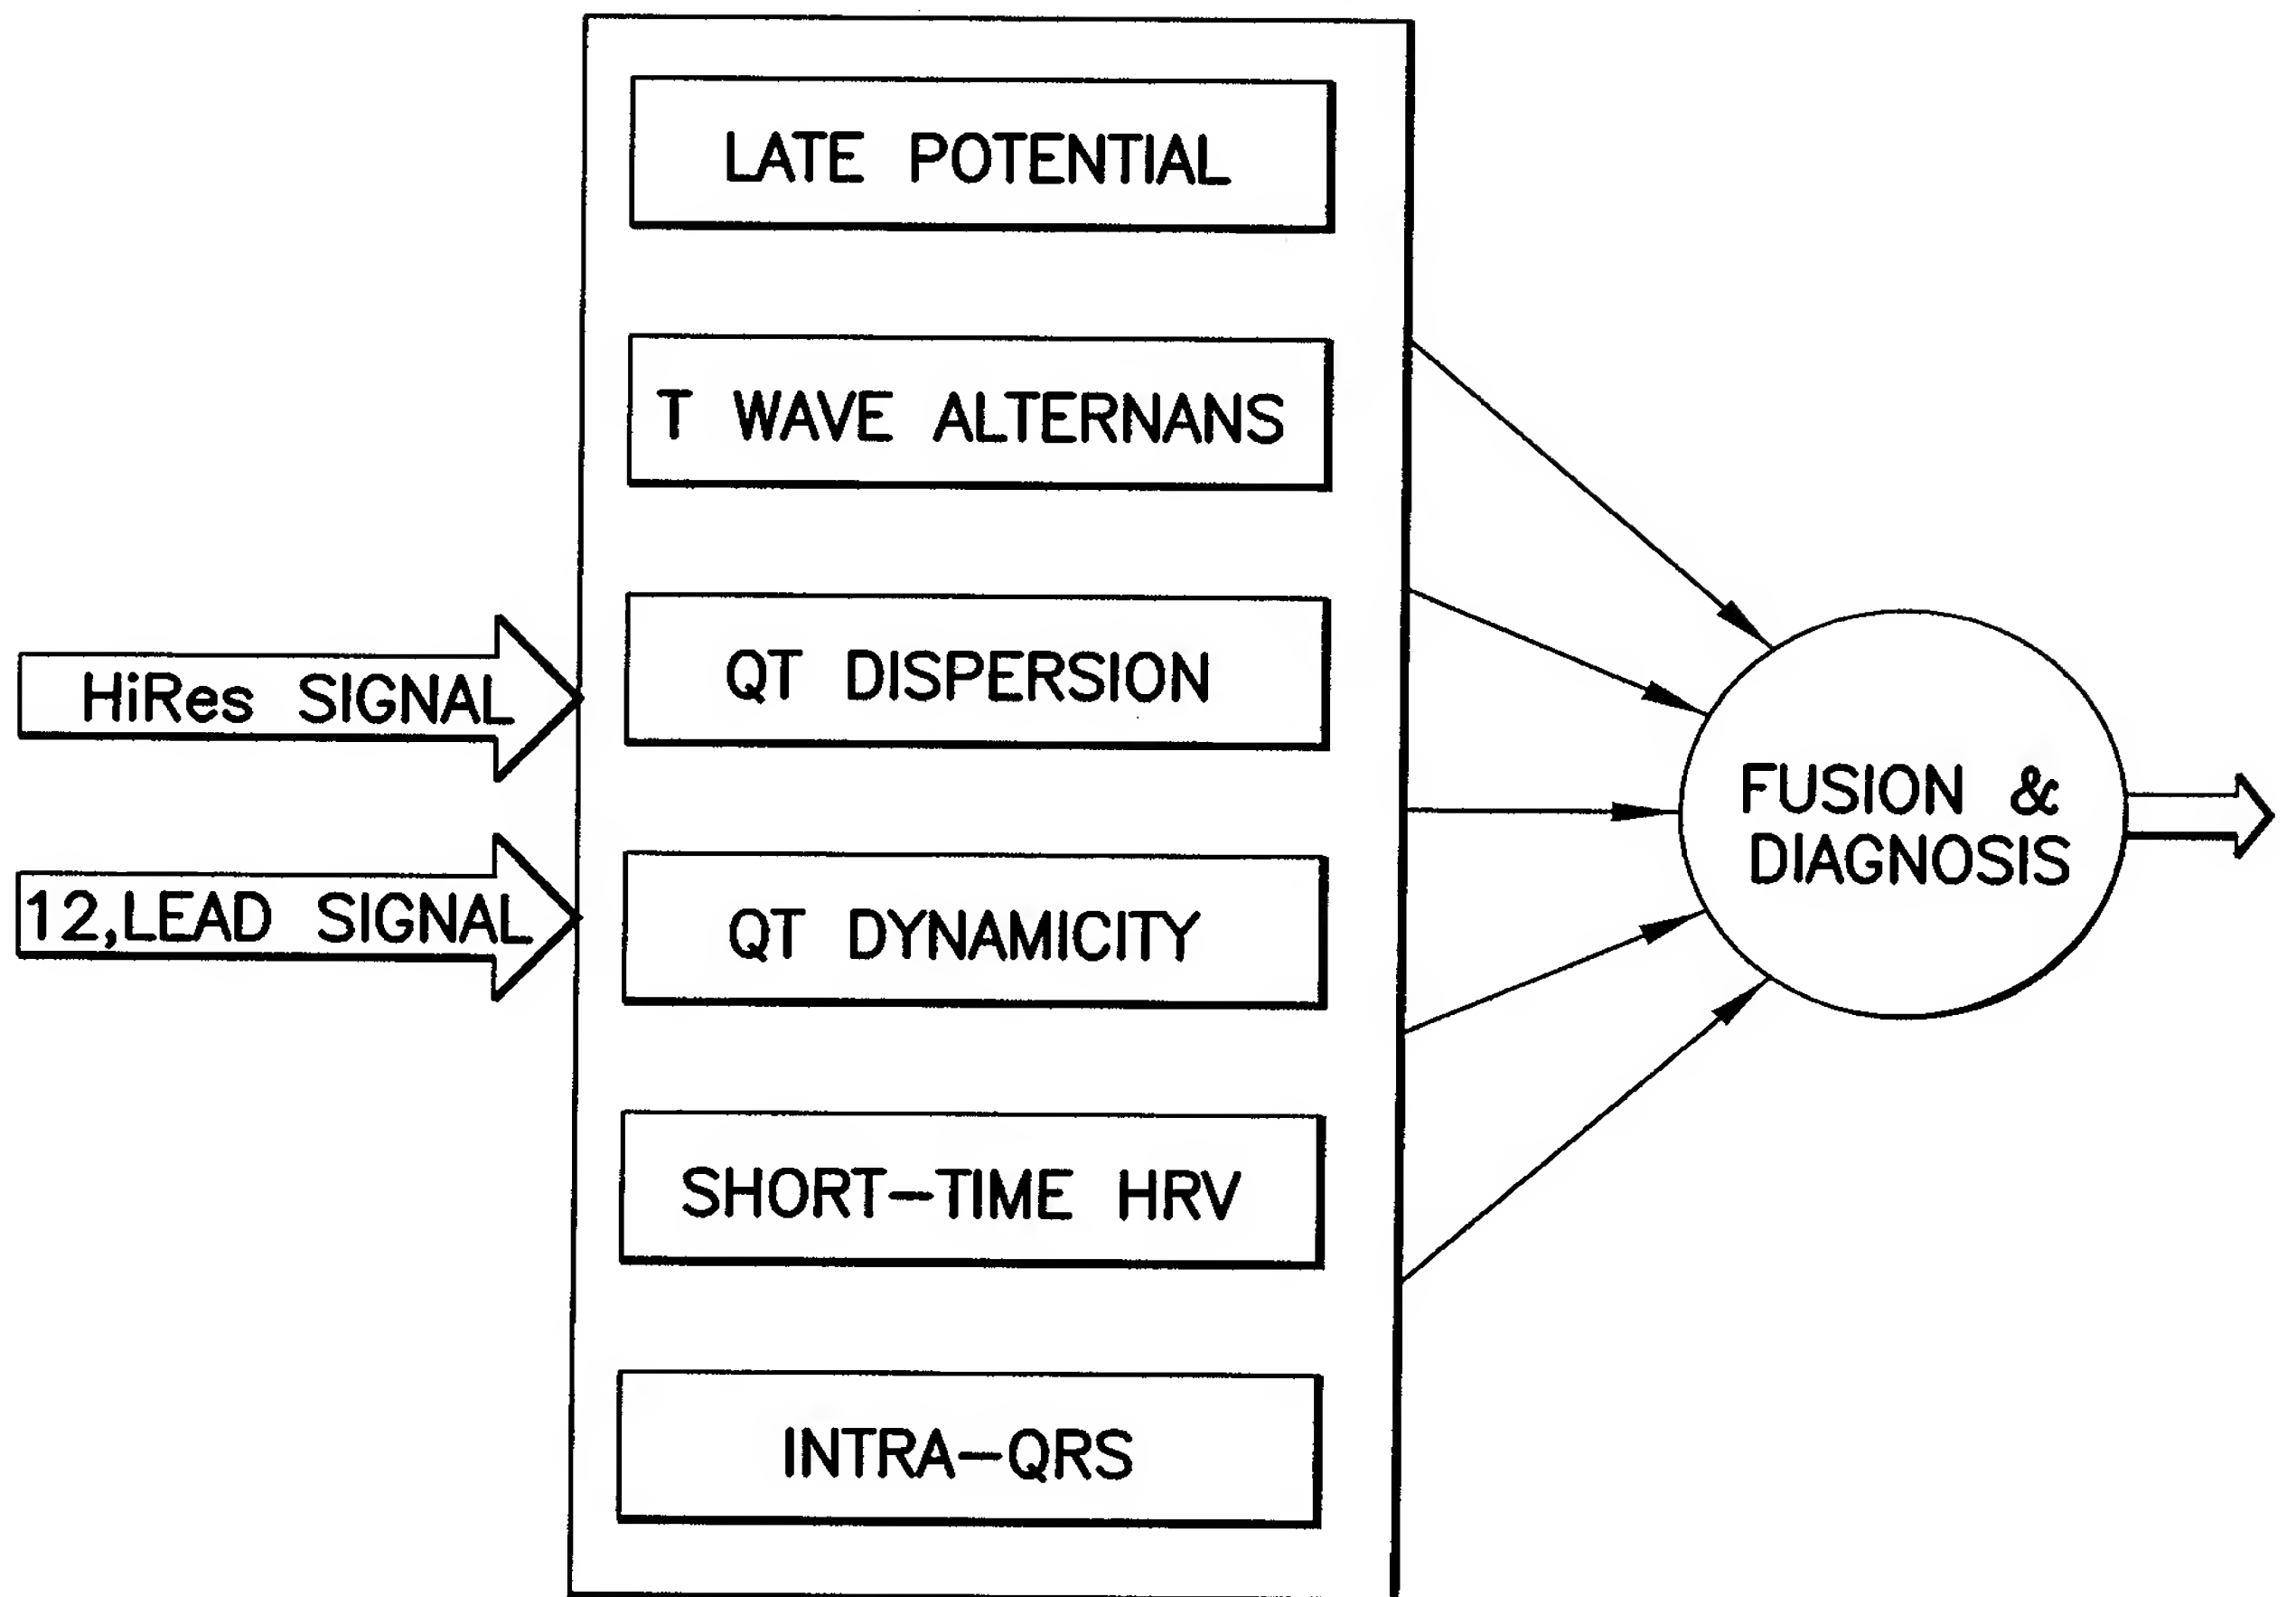 LATE POTENTIAL
T WAVE ALTERNANS
HiRes SIGNAL
QT DISPERSION
12,LEAD SIGNAL
QT DYNAMICITY
SHORT-TIME HRV
INTRA-QRS
FUSION &
DIAGNOSIS